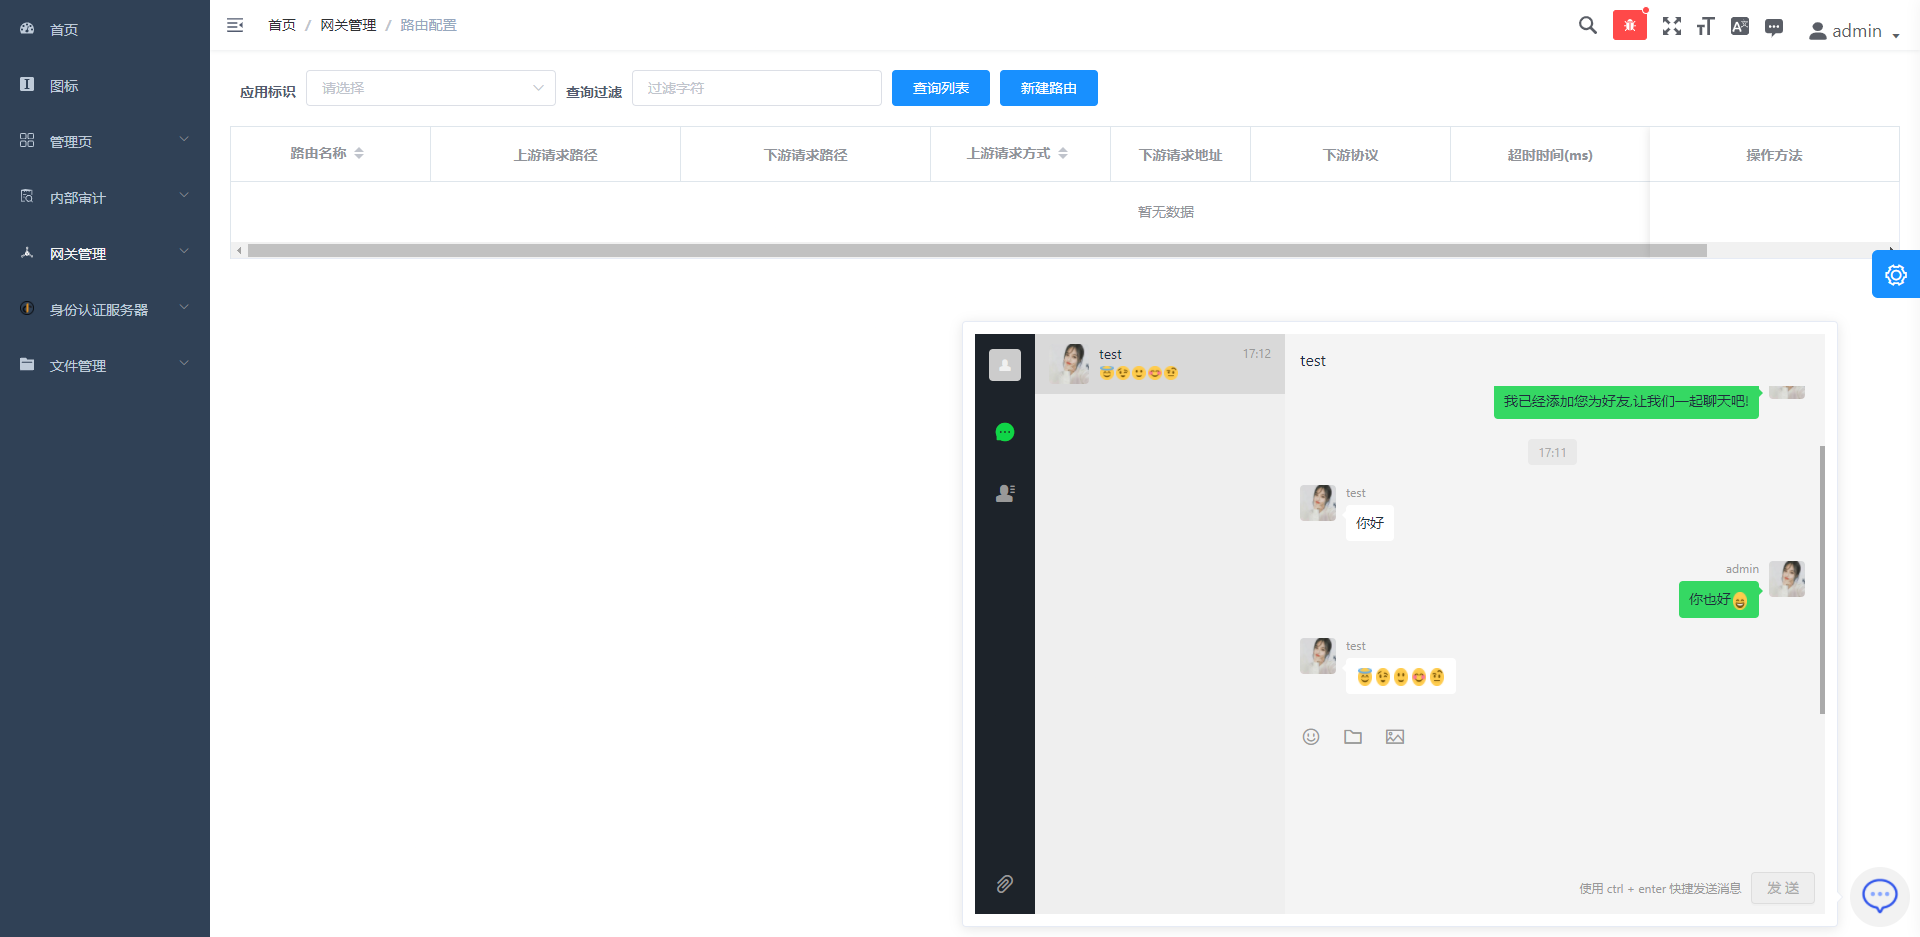 首页
图标
管理页
内部审计
网关管理
身份认证服务器
文件管理
首页 / 网关管理 / 路由配置
admin
应用标识 请选择 查询过滤 过滤字符 查询列表 新建路由
路由名称 上游请求路径 下游请求路径 上游请求方式 下游请求地址 下游协议 超时时间(ms) 操作方法
暂无数据
test 17:12
test
我已经添加您为好友,让我们一起聊天吧!
17:11
test
你好
admin
你也好😄
test
😇😉🙂😊🤨
使用 ctrl + enter 快捷发送消息 发 送